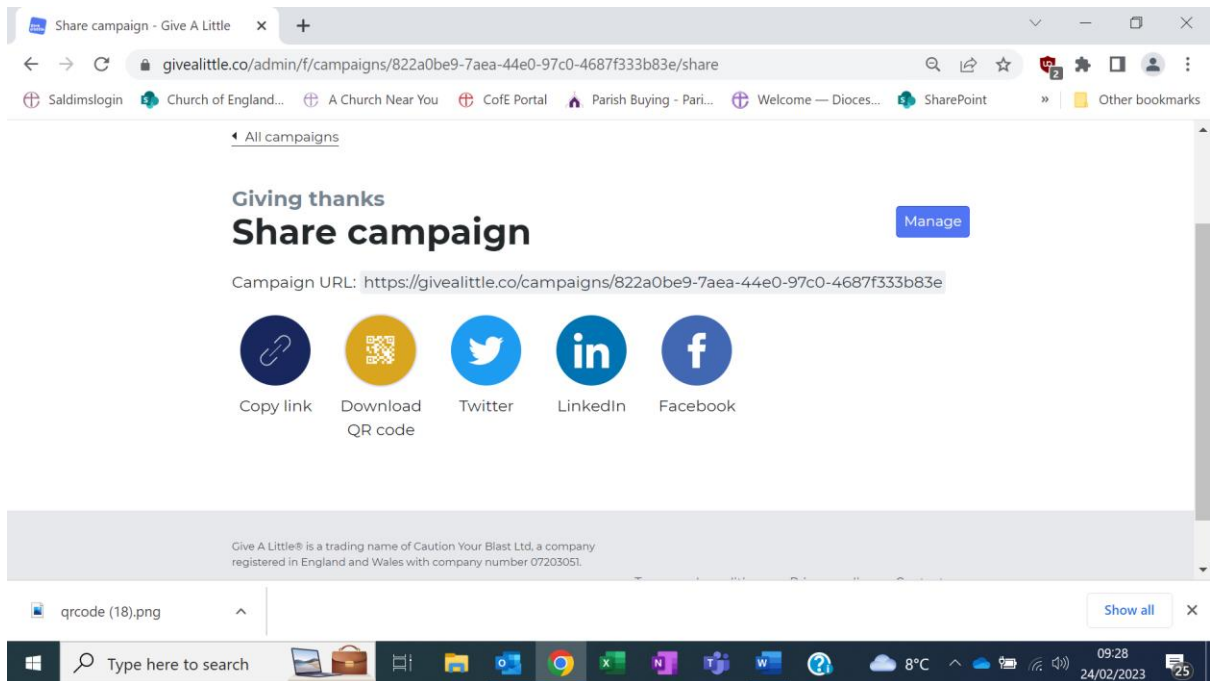 Share campaign - Give A Little
givealittle.co/admin/f/campaigns/822a0be9-7aea-44e0-97c0-4687f333b83e/share
2
Saldimslogin Church of England... A Church Near You CofE Portal Parish Buying - Pari... Welcome — Dioces... SharePoint » Other bookmarks
All campaigns
Giving thanks
Share campaign
Manage
Campaign URL: https://givealittle.co/campaigns/822a0be9-7aea-44e0-97c0-4687f333b83e
Copy link Download QR code Twitter LinkedIn Facebook
Give A Little® is a trading name of Caution Your Blast Ltd, a company
registered in England and Wales with company number 07203051.
qrcode (18).png
Show all
Type here to search
8°C
09:28
24/02/2023
25